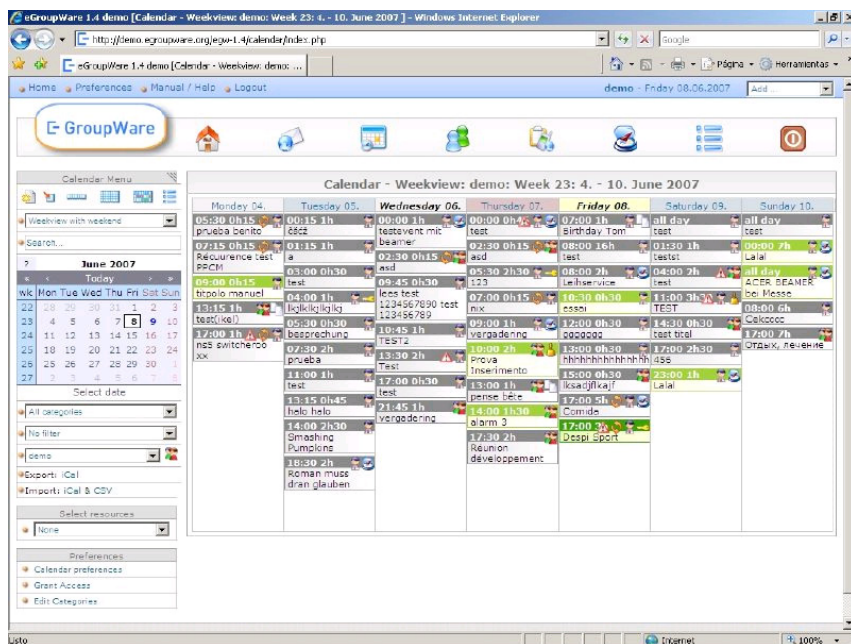 eGroupWare 1.4 demo [Calendar - Weekview: demo: Week 23: 4. - 10. June 2007 ] - Windows Internet Explorer
http://demo.egroupware.org/egw-1.4/calendar/index.php
Google
eGroupWare 1.4 demo [Calendar - Weekview: demo: ...
Página
Herramientas
Home Preferences Manual / Help Logout
demo - Friday 08.06.2007
Add ...
GroupWare
Calendar Menu
Weekview with weekend
Search...
? June 2007
« < Today > »
wk Mon Tue Wed Thu Fri Sat Sun
22 28 29 30 31 1 2 3
23 4 5 6 7 8 9 10
24 11 12 13 14 15 16 17
25 18 19 20 21 22 23 24
26 25 26 27 28 29 30 1
27 2 3 4 5 6 7 8
Select date
All categories
No filter
demo
Export: iCal
Import: iCal & CSV
Select resources
None
Preferences
Calendar preferences
Grant Access
Edit Categories
Calendar - Weekview: demo: Week 23: 4. - 10. June 2007
Monday 04.
05:30 0h15
prueba benito
07:15 0h15
Récuurence test
PPCM
09:00 0h15
titpolo manuel
13:15 1h
test(ikel)
17:00 1h
ns5 switcherbo
xx
Tuesday 05.
00:15 1h
čščž
01:15 1h
a
03:00 0h30
test
04:00 1h
lkjlkjlkjlkj
05:30 0h30
besprechung
07:30 2h
prueba
11:00 1h
test
13:15 0h45
halo halo
14:00 2h30
Smashing
Pumpkins
18:30 2h
Roman muss
dran glauben
Wednesday 06.
00:00 1h
testevent mit
beamer
02:30 0h15
asd
09:45 0h30
lees test
1234567890 test
123456789
10:45 1h
TEST2
13:30 2h
Test
17:00 0h30
test
21:45 1h
vergadering
Thursday 07.
00:00 0h45
test
02:30 0h15
asd
05:30 2h30
123
07:00 0h15
nix
09:00 1h
vergadering
10:00 2h
Prova
Inserimento
13:00 1h
pense bête
14:00 1h30
alarm 3
17:30 2h
Réunion
développement
Friday 08.
07:00 1h
Birthday Tom
08:00 16h
test
08:00 2h
Leihservice
10:30 0h30
essai
12:00 0h30
ggggggg
13:00 0h30
15:00 0h30
lksadjflkajf
17:00 5h
Comida
17:00
Despi Sport
Saturday 09.
all day
test
01:30 1h
testst
04:00 2h
test
11:00 3h
TEST
14:30 0h30
test titel
17:00 2h30
456
23:00 1h
Lalal
Sunday 10.
all day
test
00:00 7h
Lalal
all day
ACER BEAMER
bei Messe
08:00 6h
17:00 7h
Отдых, лечение
Listo
Internet
100%